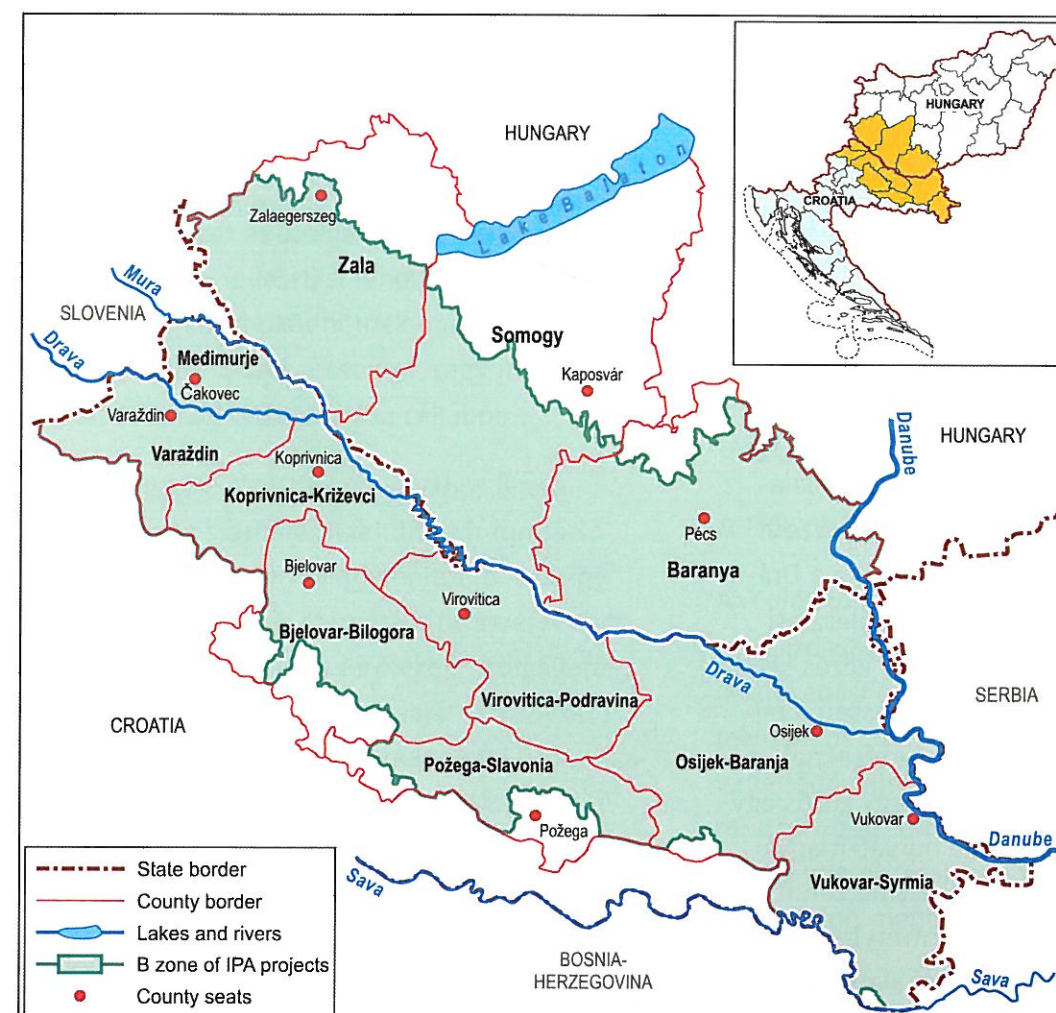 HUNGARY
CROATIA
HUNGARY
Lake Balaton
Zalaegerszeg
Zala
Mura
SLOVENIA
Somogy
Drava
Međimurje
Kaposvár
Čakovec
Varaždin
Danube
HUNGARY
Varaždin
Koprivnica
Koprivnica-Križevci
Pécs
Bjelovar
Baranya
Virovitica
Bjelovar-Bilogora
Drava
Virovitica-Podravina
SERBIA
CROATIA
Osijek
Požega-Slavonia
Osijek-Baranja
Vukovar
Požega
Danube
Sava
Vukovar-Syrmia
BOSNIA-
HERZEGOVINA
Sava
State border
County border
Lakes and rivers
B zone of IPA projects
County seats